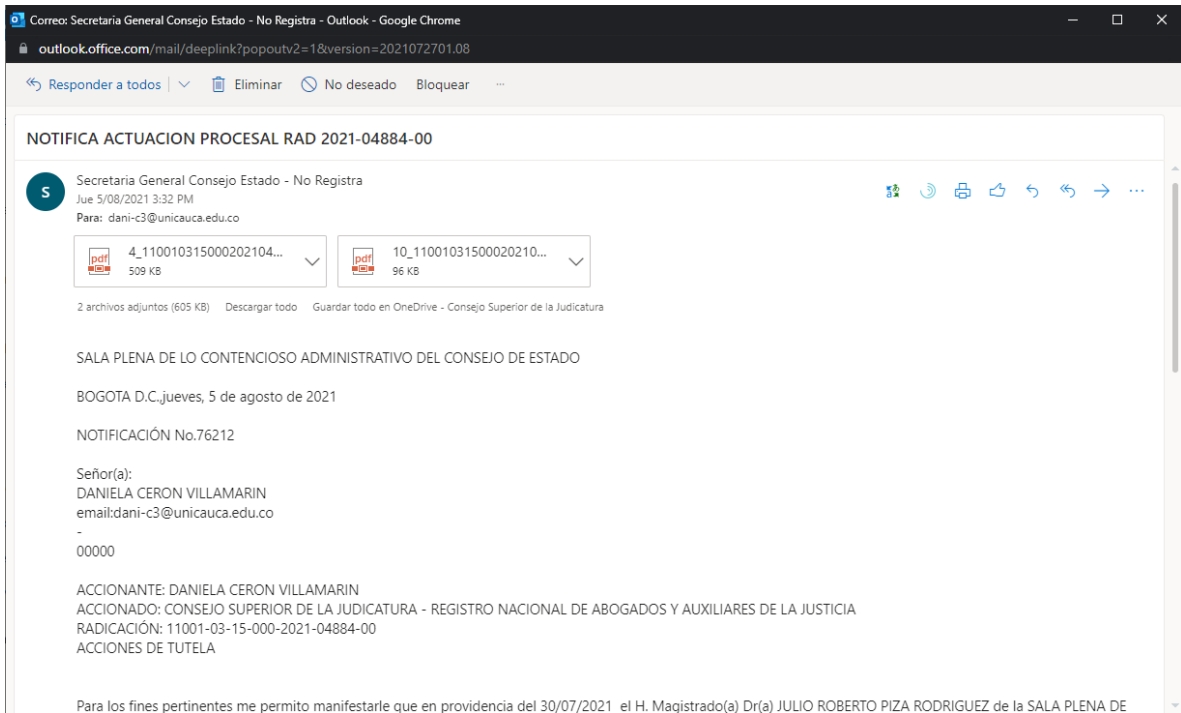 Correo: Secretaria General Consejo Estado - No Registra - Outlook - Google Chrome
outlook.office.com/mail/deeplink?popoutv2=1&version=2021072701.08
Responder a todos Eliminar No deseado Bloquear ...
NOTIFICA ACTUACION PROCESAL RAD 2021-04884-00
S
Secretaria General Consejo Estado - No Registra
Jue 5/08/2021 3:32 PM
Para: dani-c3@unicauca.edu.co
pdf 4_110010315000202104... 509 KB
pdf 10_11001031500020210... 96 KB
2 archivos adjuntos (605 KB) Descargar todo Guardar todo en OneDrive - Consejo Superior de la Judicatura
SALA PLENA DE LO CONTENCIOSO ADMINISTRATIVO DEL CONSEJO DE ESTADO
BOGOTA D.C.,jueves, 5 de agosto de 2021
NOTIFICACIÓN No.76212
Señor(a):
DANIELA CERON VILLAMARIN
email:dani-c3@unicauca.edu.co
-
00000
ACCIONANTE: DANIELA CERON VILLAMARIN
ACCIONADO: CONSEJO SUPERIOR DE LA JUDICATURA - REGISTRO NACIONAL DE ABOGADOS Y AUXILIARES DE LA JUSTICIA
RADICACIÓN: 11001-03-15-000-2021-04884-00
ACCIONES DE TUTELA
Para los fines pertinentes me permito manifestarle que en providencia del 30/07/2021 el H. Magistrado(a) Dr(a) JULIO ROBERTO PIZA RODRIGUEZ de la SALA PLENA DE